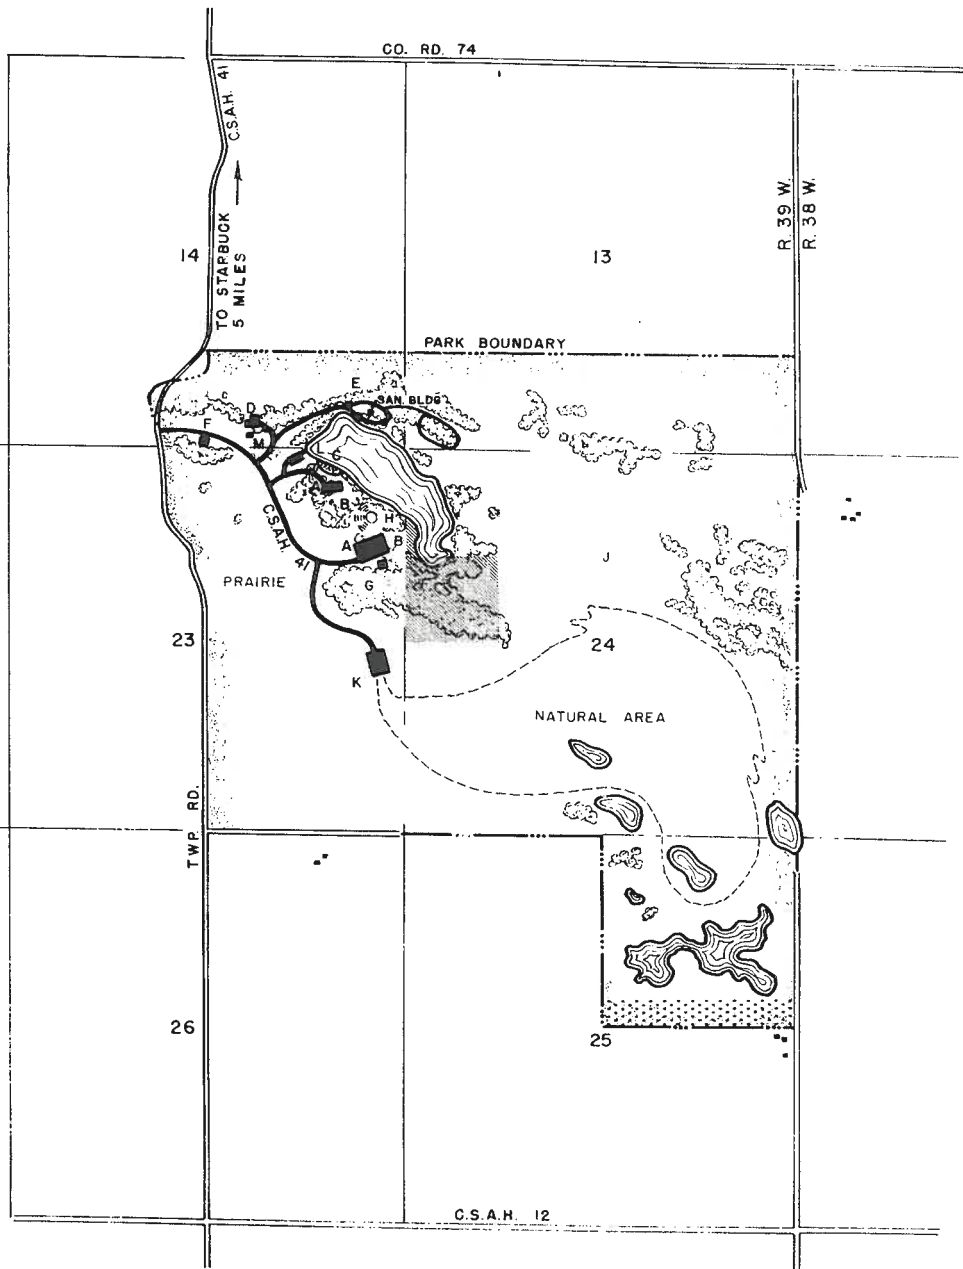 CO. RD. 74
C.S.A.H. 41
R. 39 W.
R. 38 W.
TO STARBUCK
5 MILES
14
13
PARK BOUNDARY
E
SAN. BLDG
D
F
M
C
A
B
H
C.S.A.H. 41
A
B
J
PRAIRIE
G
23
24
K
NATURAL AREA
TWP. RD.
26
25
C.S.A.H. 12